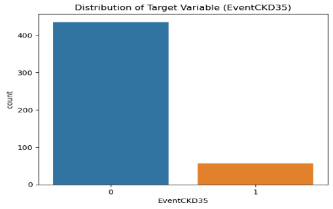 Distribution of Target Variable (EventCKD35)
400
300
200
100
0
count
0
1
EventCKD35